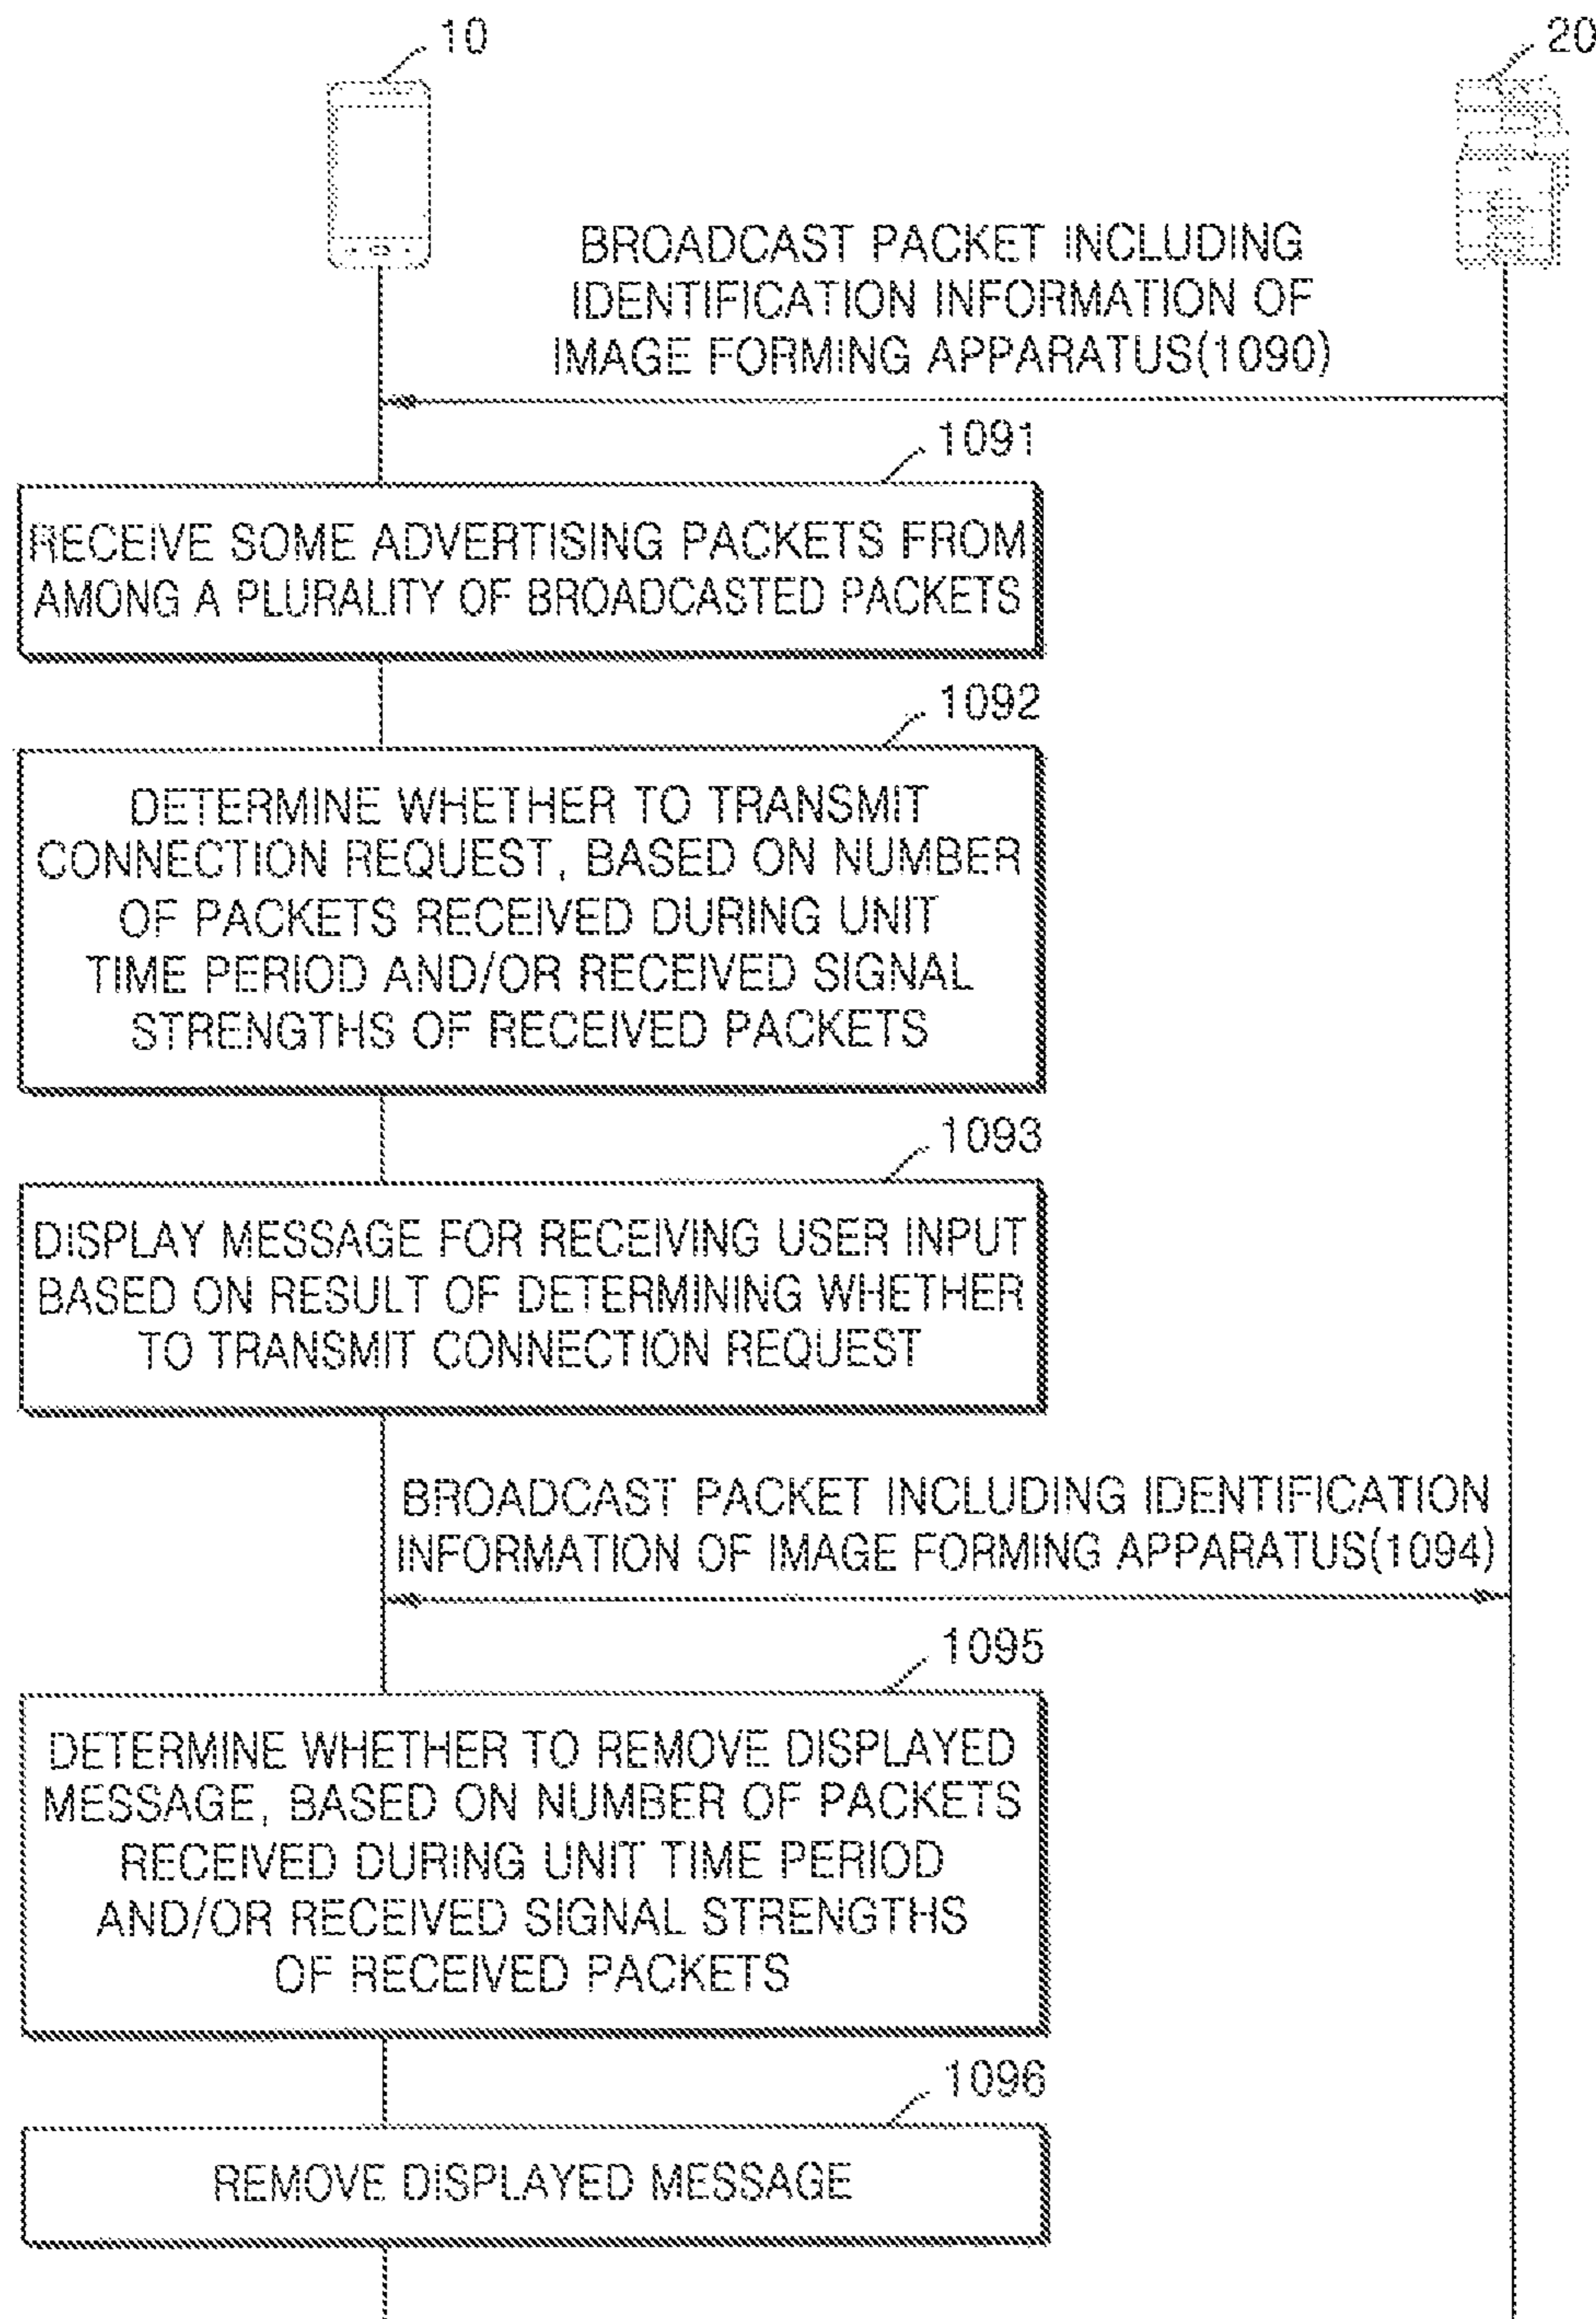 10
20
BROADCAST PACKET INCLUDING
IDENTIFICATION INFORMATION OF
IMAGE FORMING APPARATUS(1090)
1091
RECEIVE SOME ADVERTISING PACKETS FROM
AMONG A PLURALITY OF BROADCASTED PACKETS
1092
DETERMINE WHETHER TO TRANSMIT
CONNECTION REQUEST, BASED ON NUMBER
OF PACKETS RECEIVED DURING UNIT
TIME PERIOD AND/OR RECEIVED SIGNAL
STRENGTHS OF RECEIVED PACKETS
1093
DISPLAY MESSAGE FOR RECEIVING USER INPUT
BASED ON RESULT OF DETERMINING WHETHER
TO TRANSMIT CONNECTION REQUEST
BROADCAST PACKET INCLUDING IDENTIFICATION
INFORMATION OF IMAGE FORMING APPARATUS(1094)
1095
DETERMINE WHETHER TO REMOVE DISPLAYED
MESSAGE, BASED ON NUMBER OF PACKETS
RECEIVED DURING UNIT TIME PERIOD
AND/OR RECEIVED SIGNAL STRENGTHS
OF RECEIVED PACKETS
1096
REMOVE DISPLAYED MESSAGE